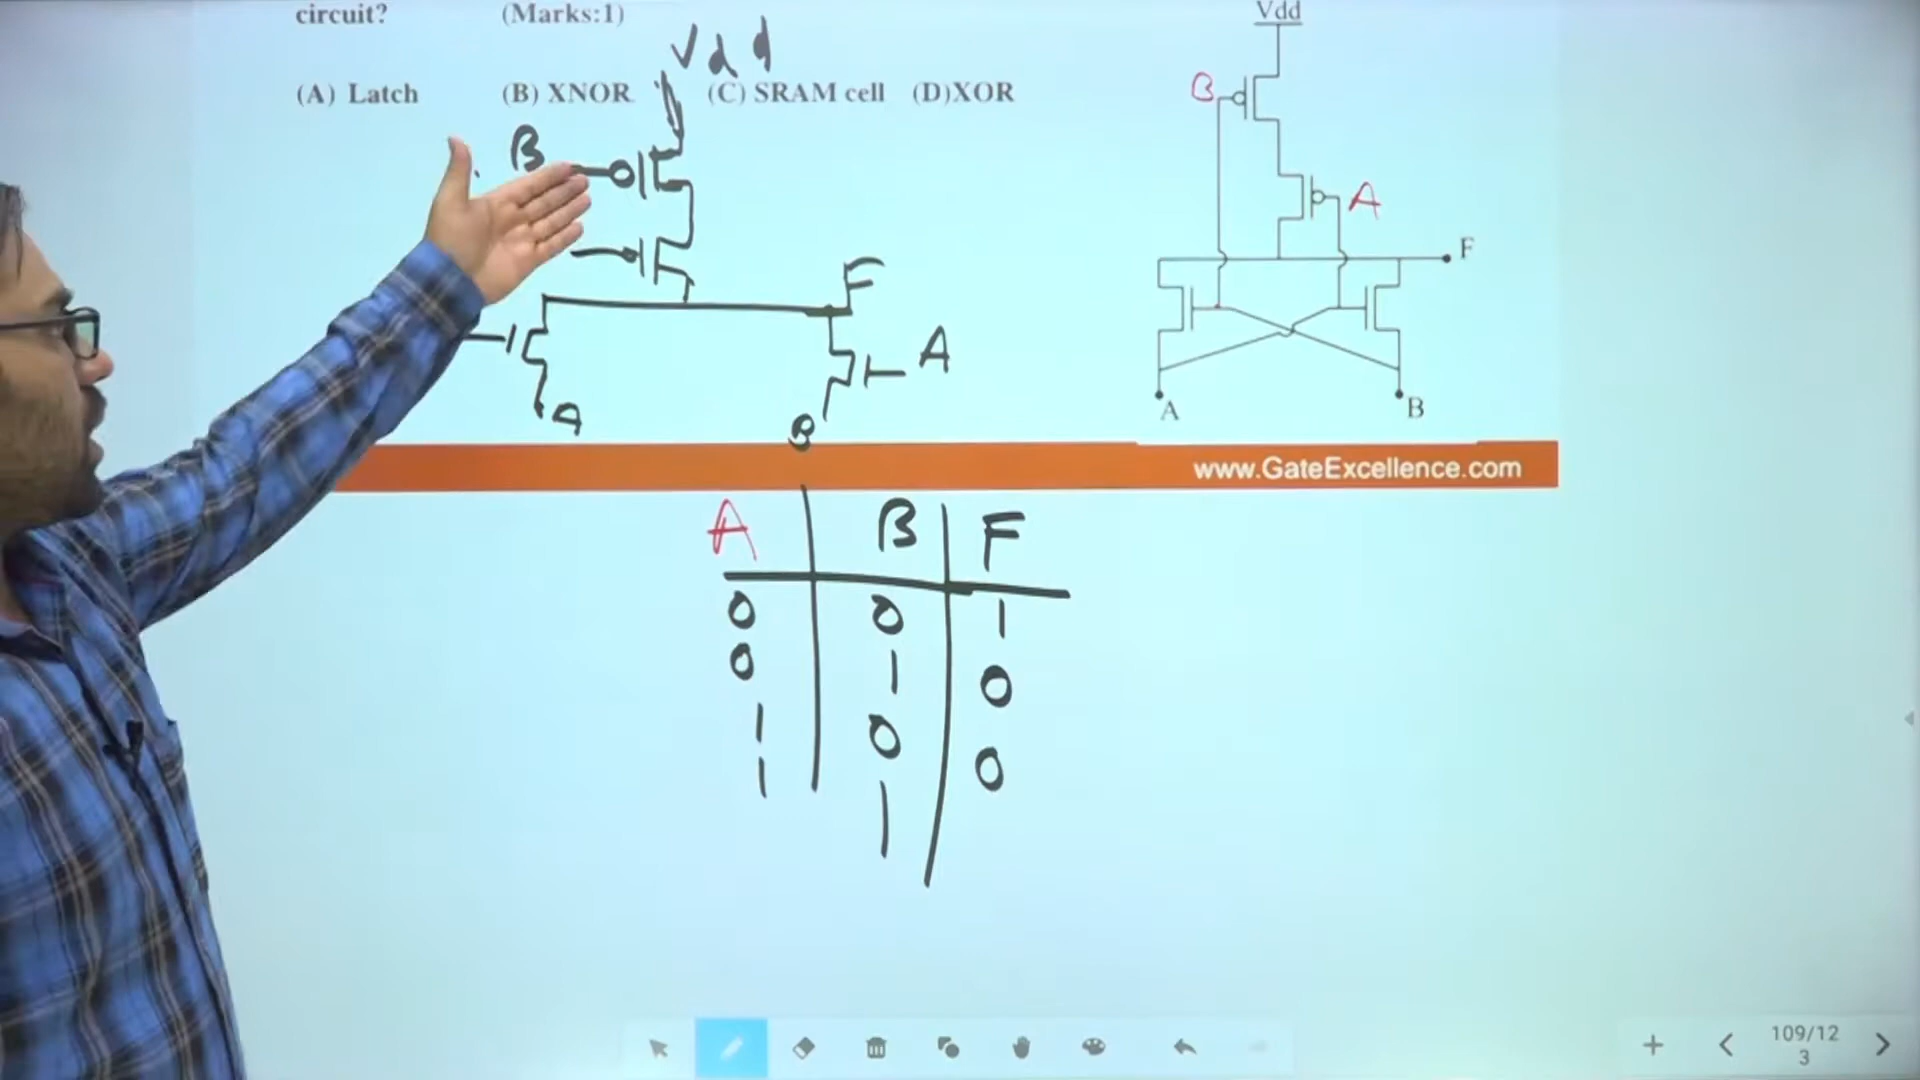 circuit? (Marks:1)
(A) Latch (B) XNOR (C) SRAM cell (D)XOR
Vdd
B
F
A
A
B
Vdd
B
A
F
A
B
www.GateExcellence.com
A B F
0 0 1
0 1 0
1 0 0
1 1
109/12
3